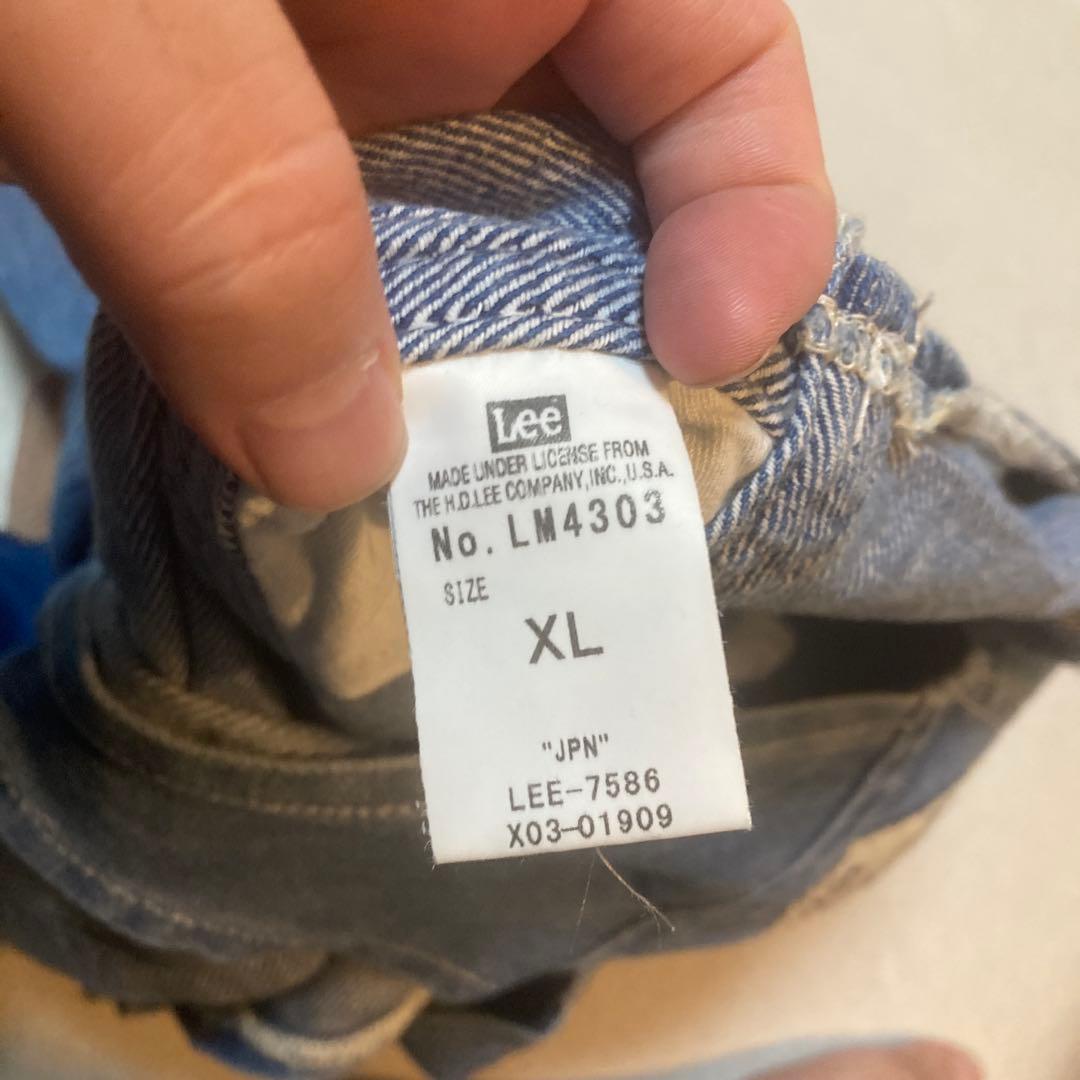 Lee
MADE UNDER LICENSE FROM
THE H.D.LEE COMPANY,INC.,U.S.A.
No. LM4303
SIZE
XL
"JPN"
LEE-7586
X03-01909